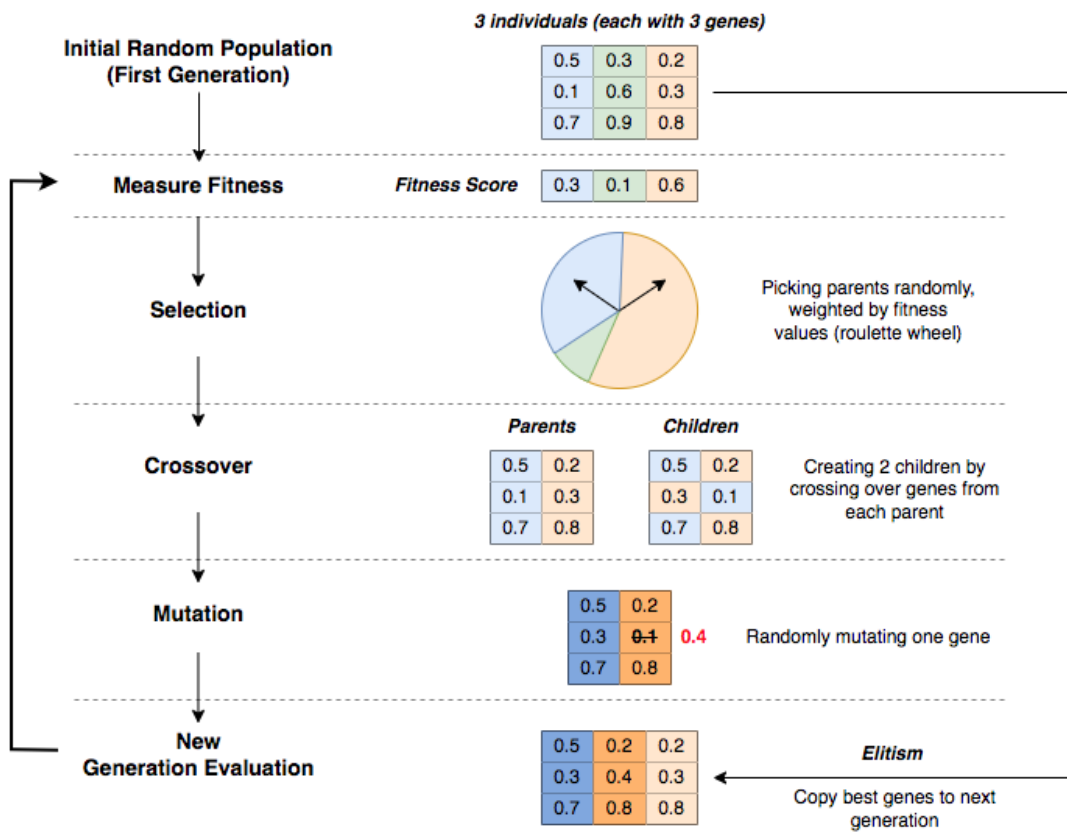 3 individuals (each with 3 genes)
Initial Random Population
(First Generation)
0.5 0.3 0.2
0.1 0.6 0.3
0.7 0.9 0.8
Measure Fitness
Fitness Score
0.3 0.1 0.6
Selection
Picking parents randomly,
weighted by fitness
values (roulette wheel)
Crossover
Parents
0.5 0.2
0.1 0.3
0.7 0.8
Children
0.5 0.2
0.3 0.1
0.7 0.8
Creating 2 children by
crossing over genes from
each parent
Mutation
0.5 0.2
0.3 0.1 0.4
0.7 0.8
Randomly mutating one gene
New
Generation Evaluation
0.5 0.2 0.2
0.3 0.4 0.3
0.7 0.8 0.8
Elitism
Copy best genes to next
generation